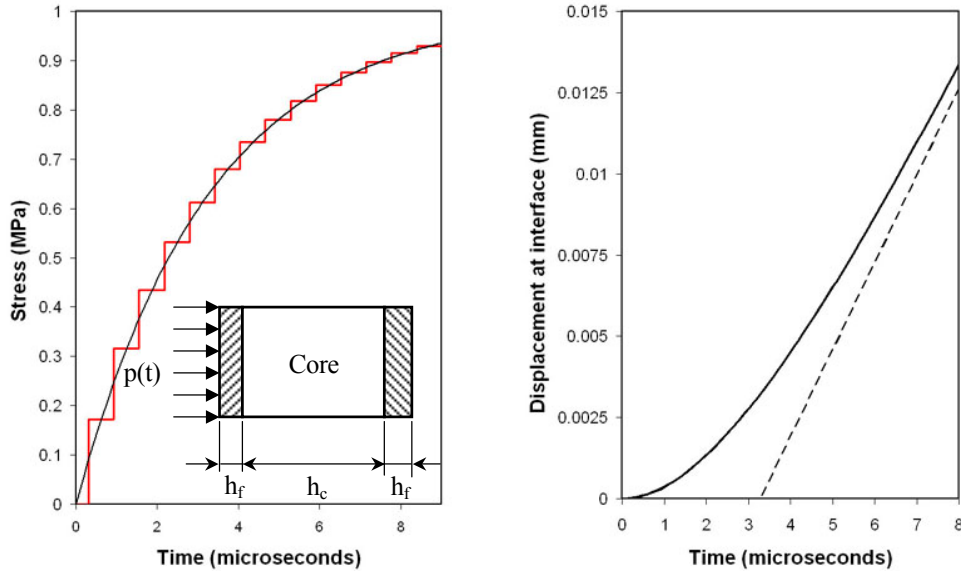 1
0.9
0.8
0.7
0.6
0.5
0.4
0.3
0.2
0.1
0
Stress (MPa)
p(t)
Core
h_f h_c h_f
0 2 4 6 8
Time (microseconds)
0.015
0.0125
0.01
0.0075
0.005
0.0025
0
Displacement at interface (mm)
0 1 2 3 4 5 6 7 8
Time (microseconds)